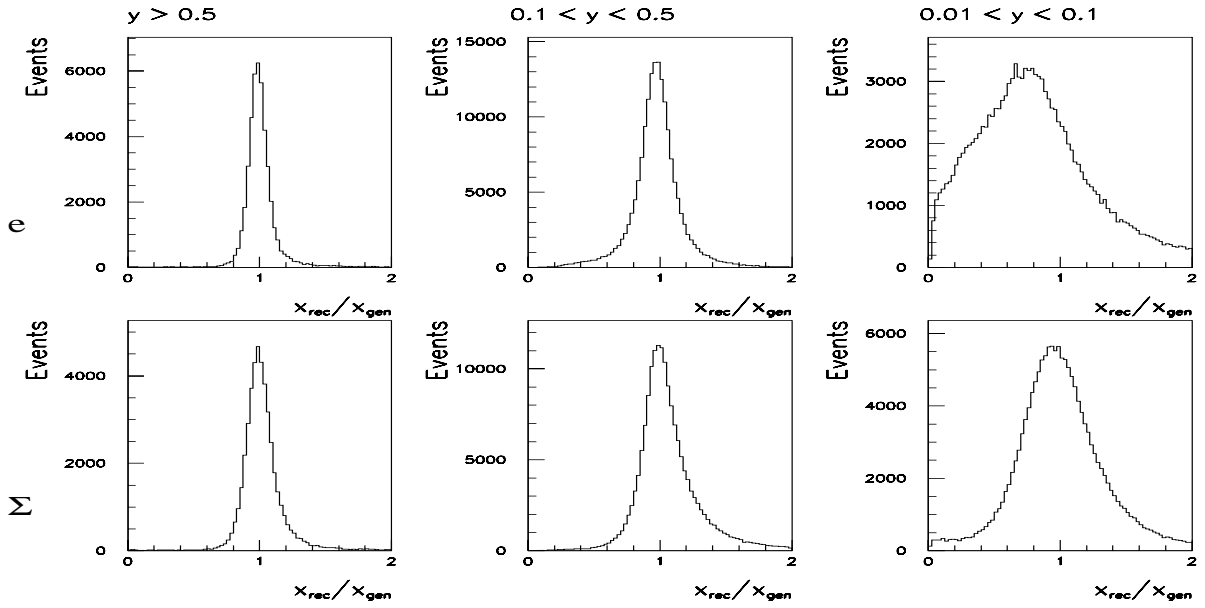 y > 0.5
0.1 < y < 0.5
0.01 < y < 0.1
e
Events
6000
4000
2000
0
0 1 2
x_rec/x_gen
Events
15000
10000
5000
0
0 1 2
x_rec/x_gen
Events
3000
2000
1000
0
0 1 2
x_rec/x_gen
Σ
Events
4000
2000
0
0 1 2
x_rec/x_gen
Events
10000
5000
0
0 1 2
x_rec/x_gen
Events
6000
4000
2000
0
0 1 2
x_rec/x_gen